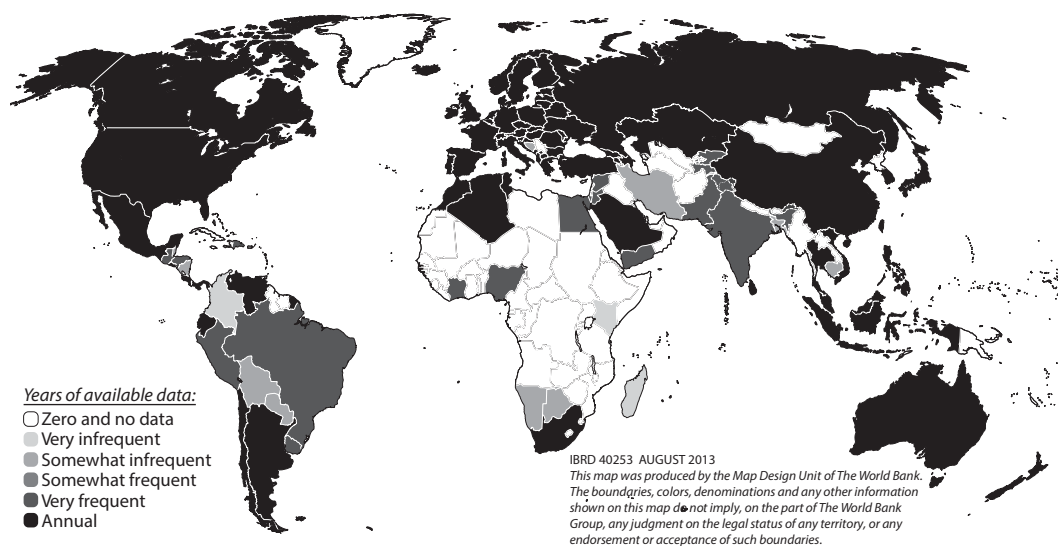 Years of available data:
Zero and no data
Very infrequent
Somewhat infrequent
Somewhat frequent
Very frequent
Annual
IBRD 40253 AUGUST 2013
This map was produced by the Map Design Unit of The World Bank.
The boundaries, colors, denominations and any other information
shown on this map do not imply, on the part of The World Bank
Group, any judgment on the legal status of any territory, or any
endorsement or acceptance of such boundaries.